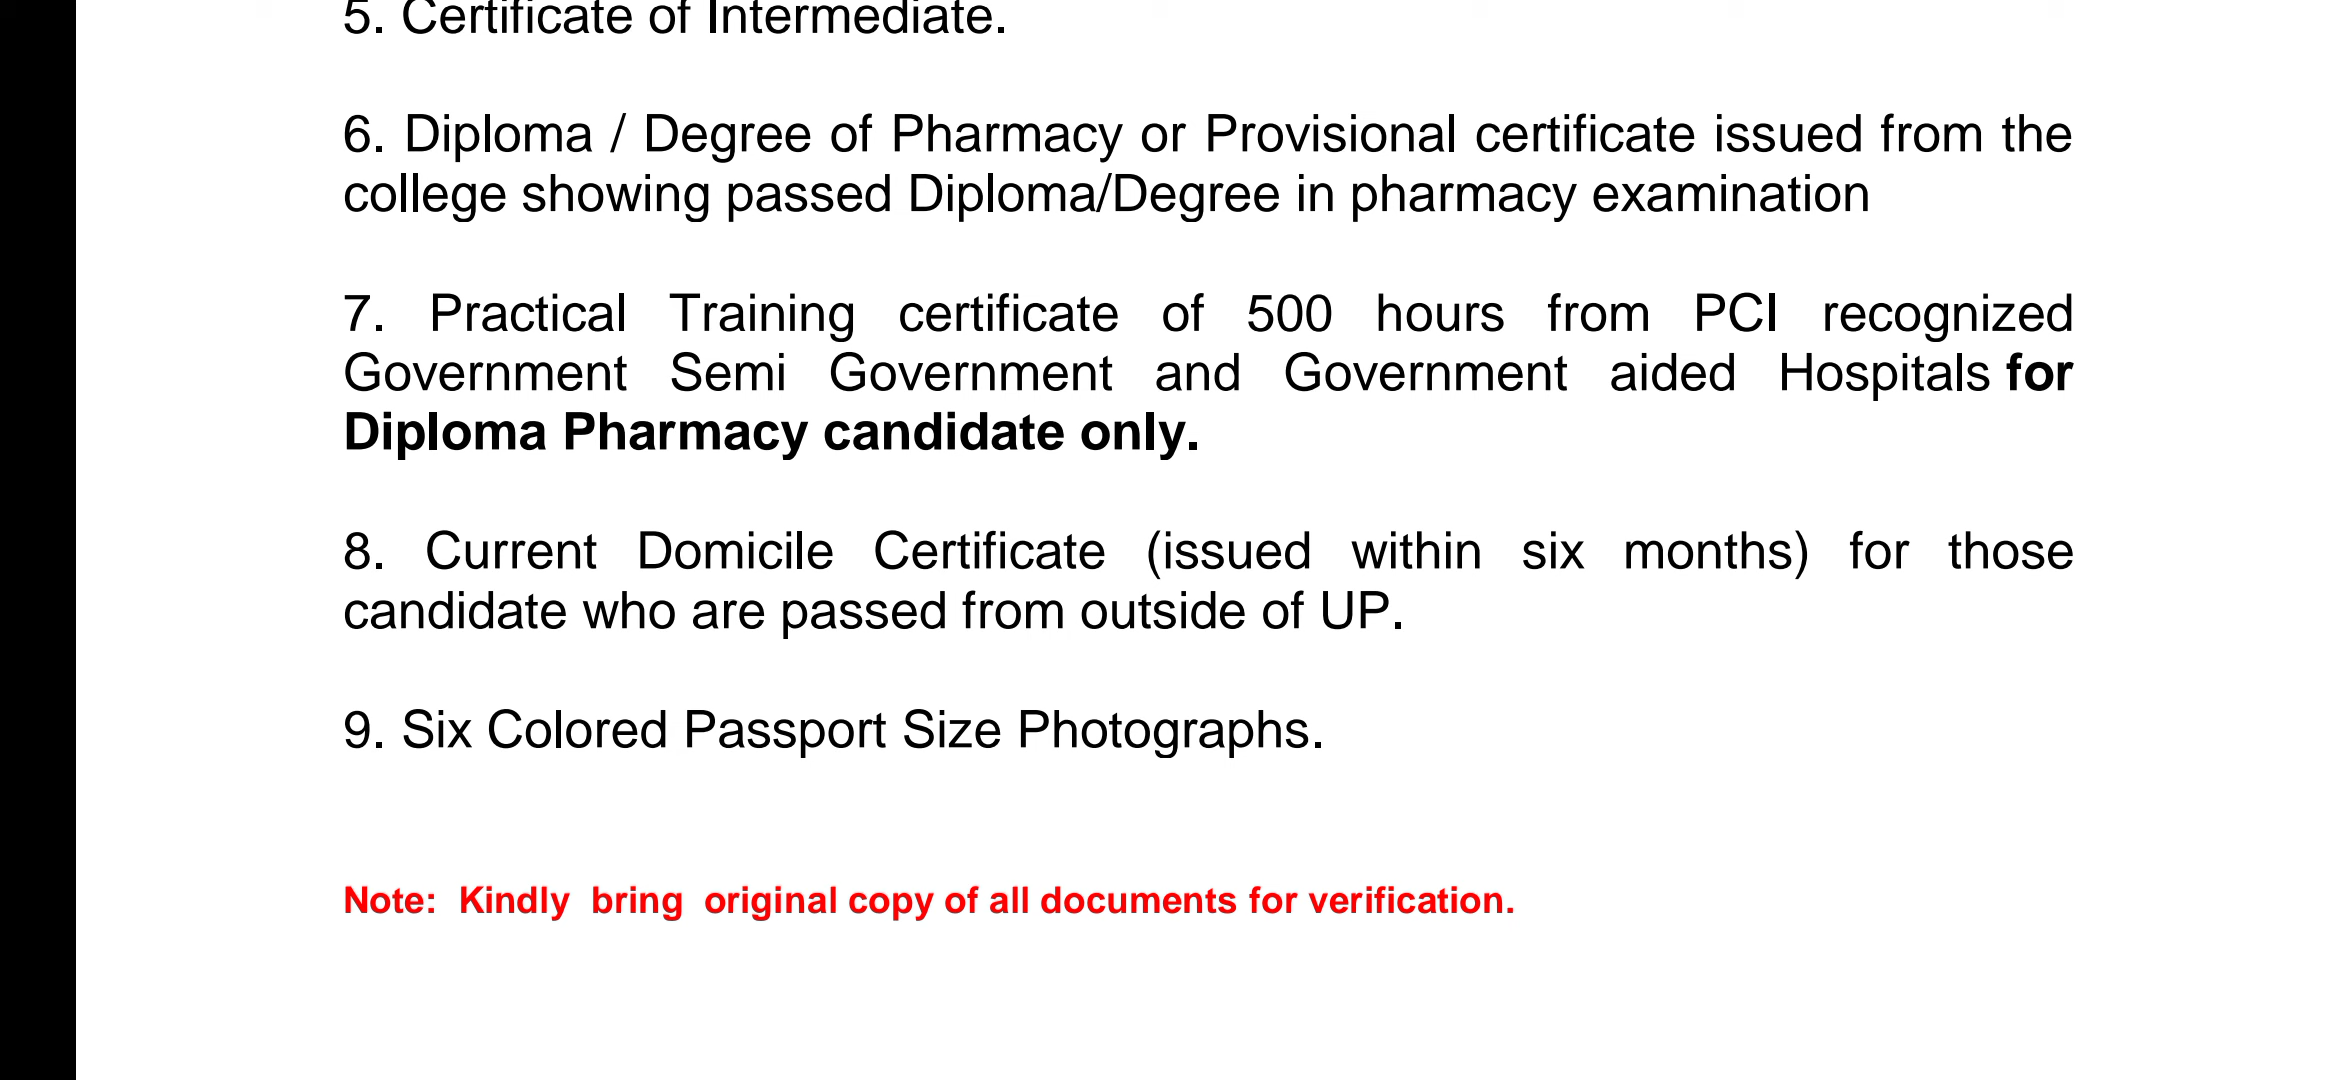 5. Certificate of Intermediate.
6. Diploma / Degree of Pharmacy or Provisional certificate issued from the
college showing passed Diploma/Degree in pharmacy examination
7. Practical Training certificate of 500 hours from PCI recognized
Government Semi Government and Government aided Hospitals for
Diploma Pharmacy candidate only.
8. Current Domicile Certificate (issued within six months) for those
candidate who are passed from outside of UP.
9. Six Colored Passport Size Photographs.
Note: Kindly bring original copy of all documents for verification.